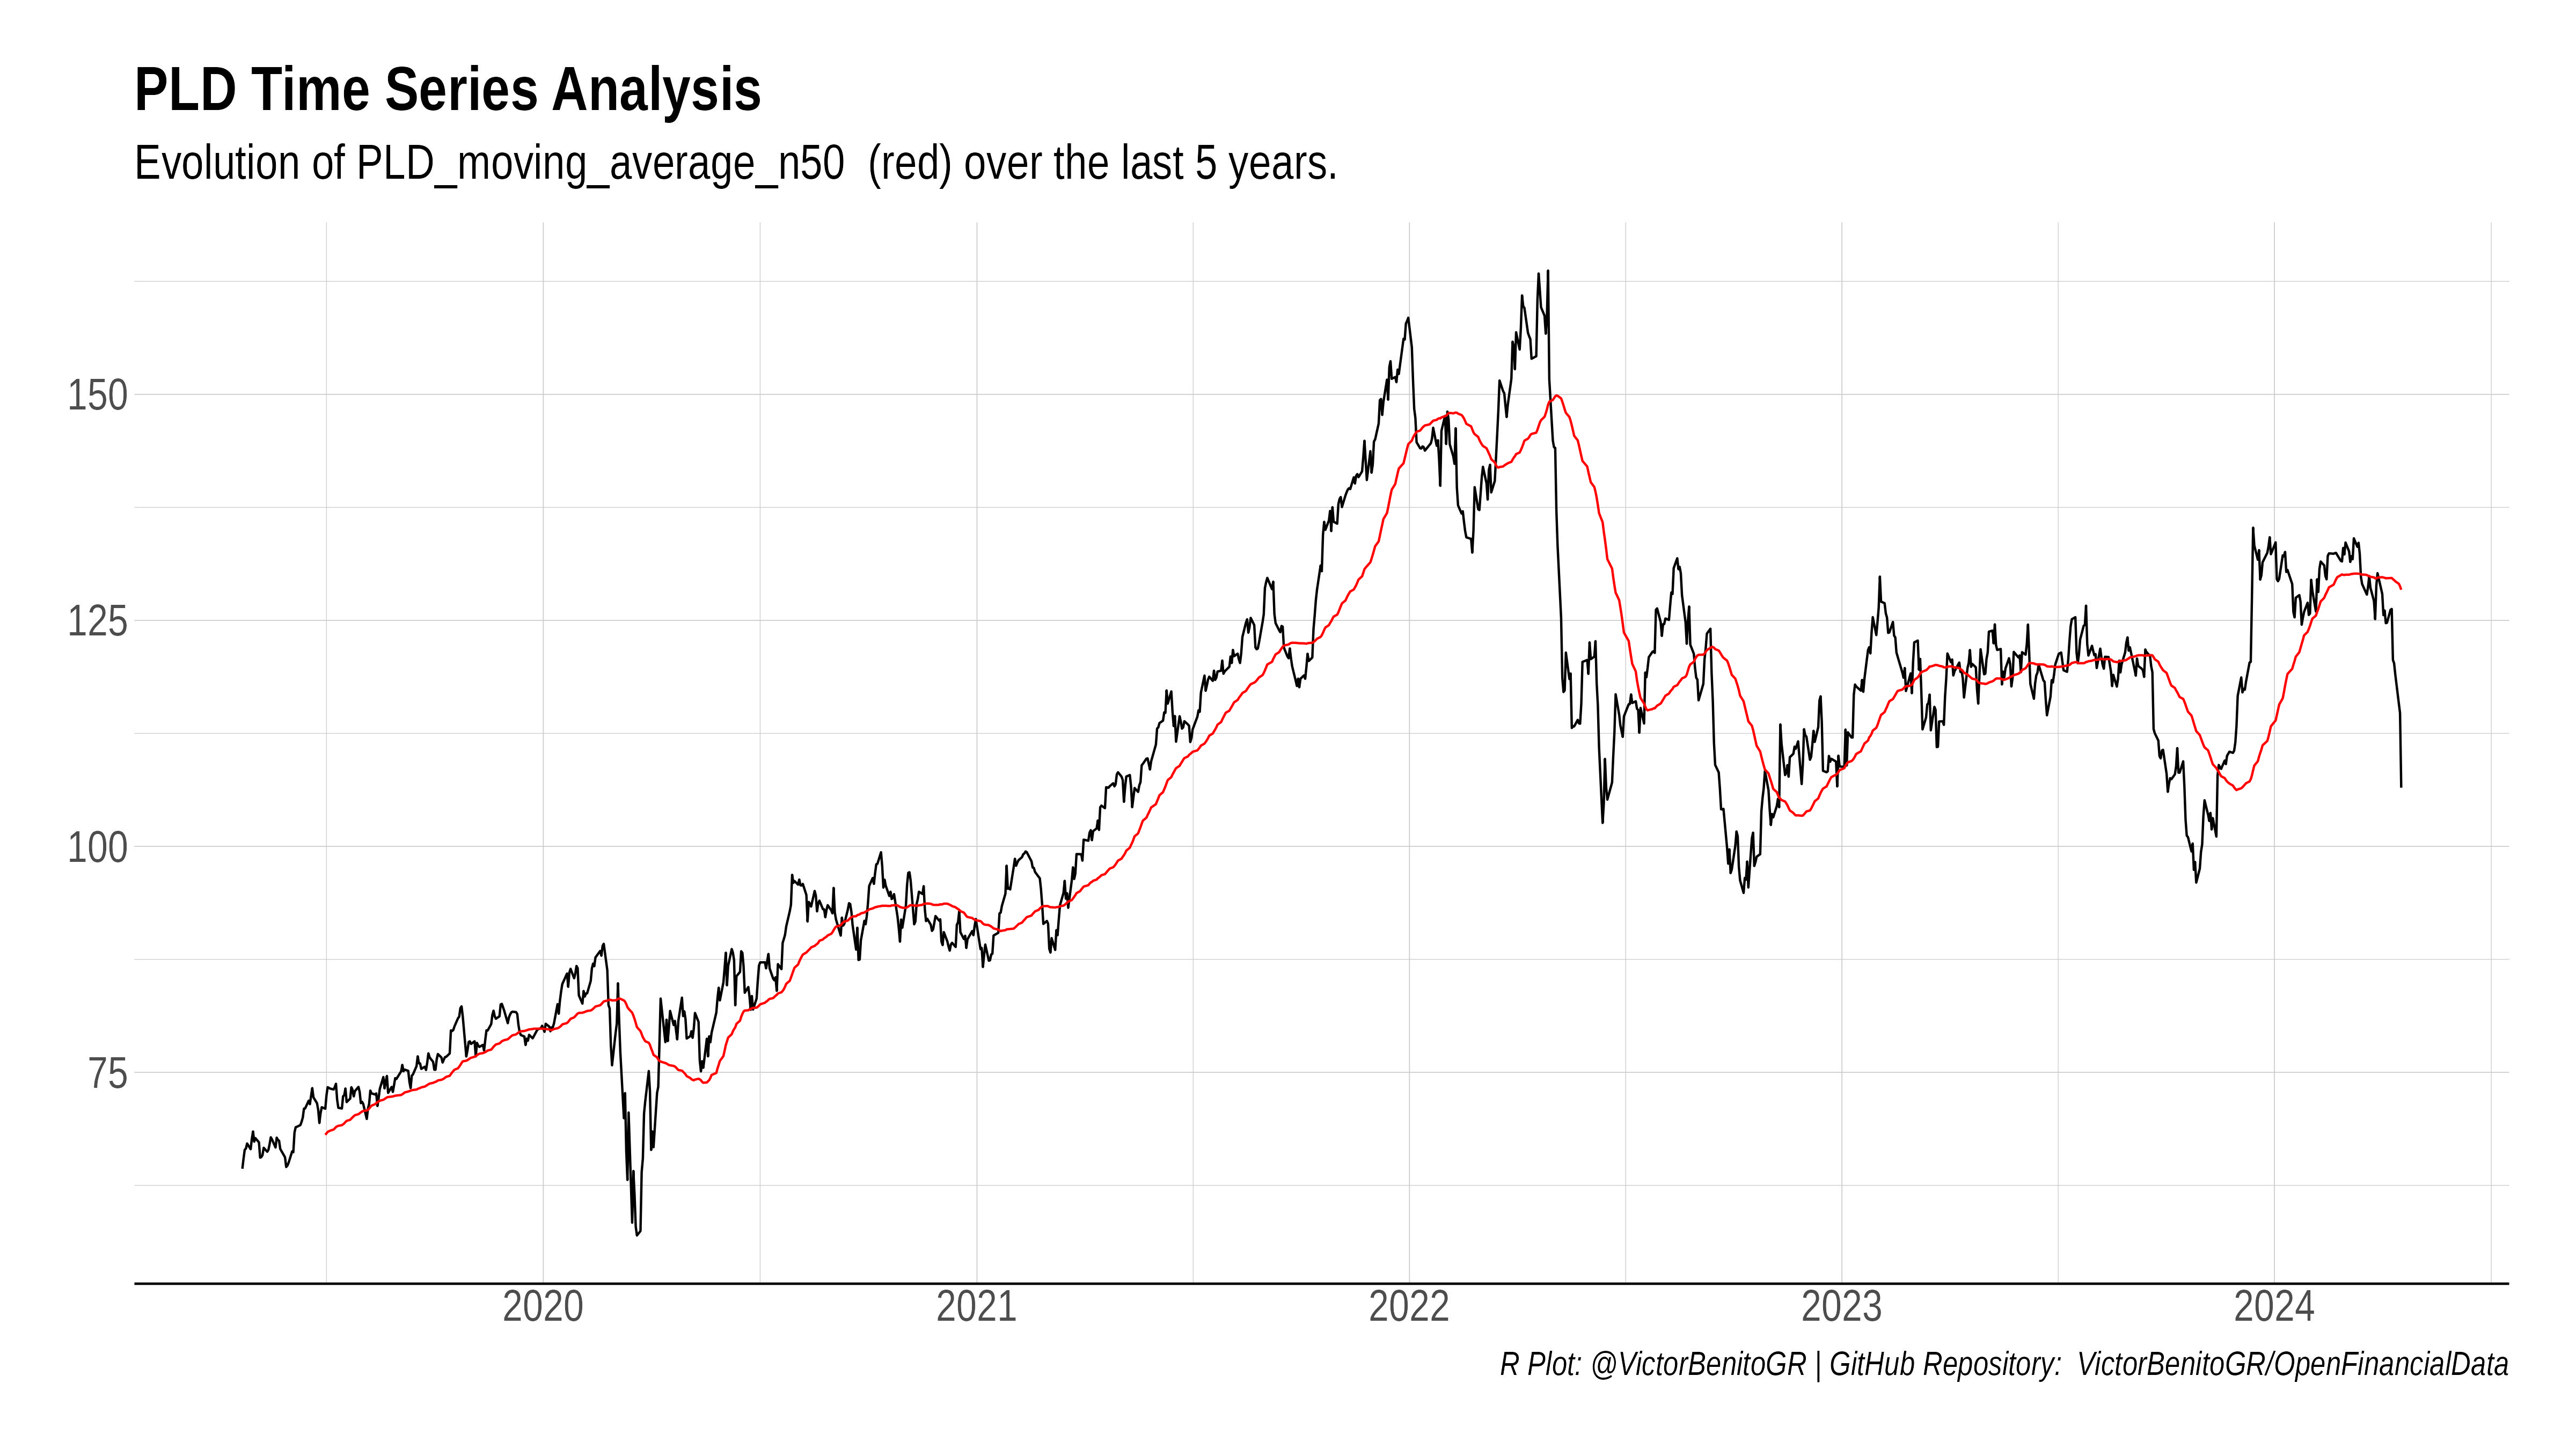 PLD Time Series Analysis
Evolution of PLD_moving_average_n50  (red) over the last 5 years.
150
125
100
75
2020 2021 2022 2023 2024
R Plot: @VictorBenitoGR | GitHub Repository:  VictorBenitoGR/OpenFinancialData